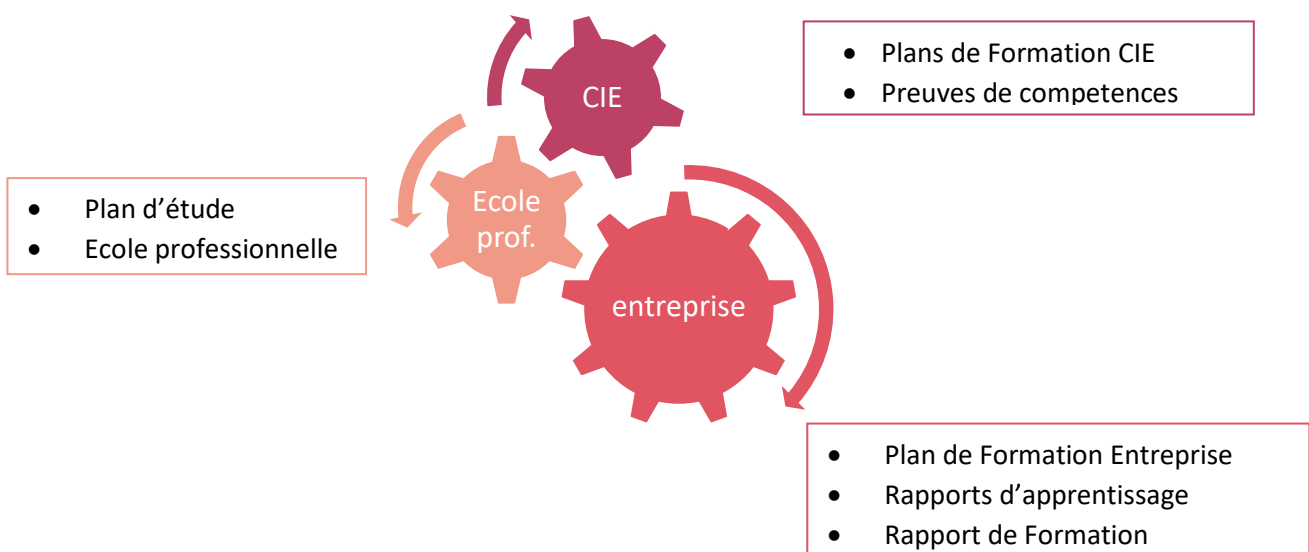 CIE
• Plans de Formation CIE
• Preuves de competences
Ecole
prof.
• Plan d’étude
• Ecole professionnelle
entreprise
• Plan de Formation Entreprise
• Rapports d’apprentissage
• Rapport de Formation